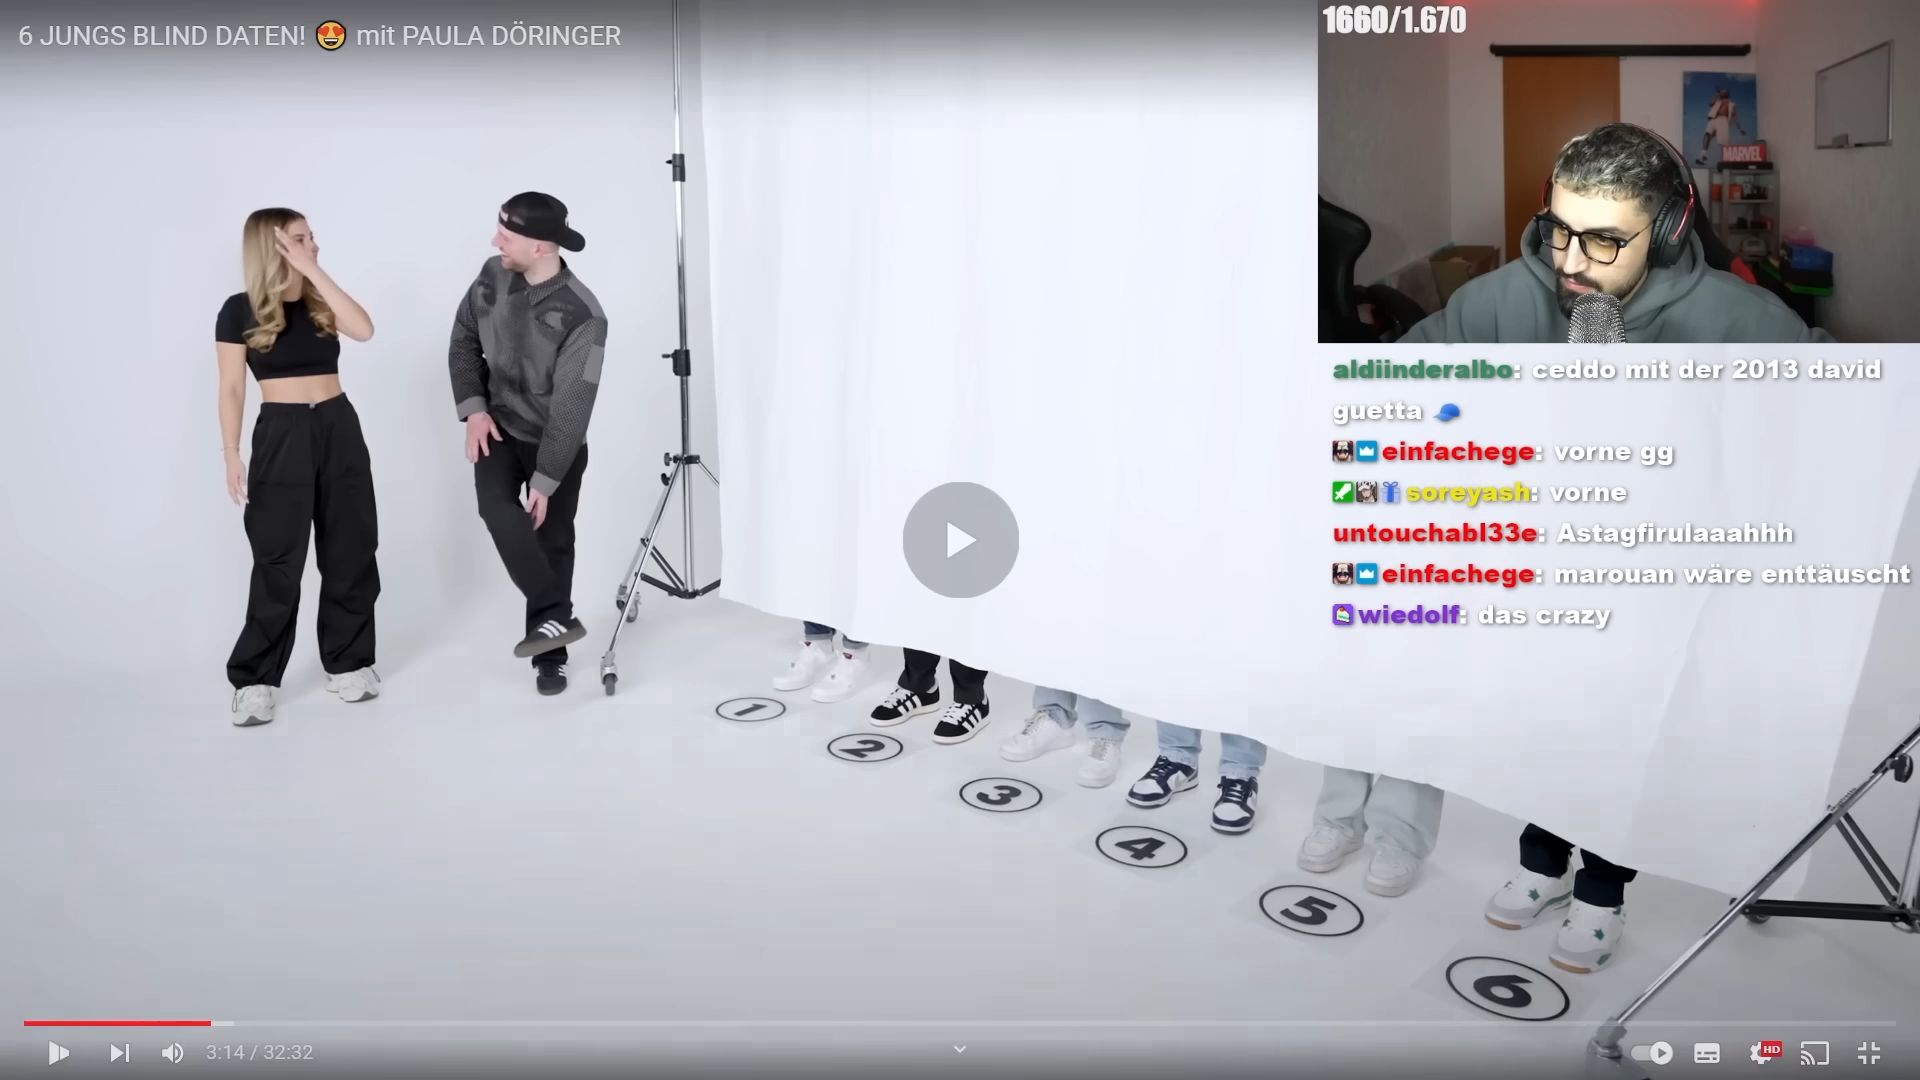 6 JUNGS BLIND DATEN! 😍 mit PAULA DÖRINGER
1660/1.670
MARVEL
aldiinderalbo: ceddo mit der 2013 david
guetta 🧢
einfachege: vorne gg
soreyash: vorne
untouchabl33e: Astagfirulaaahhh
einfachege: marouan wäre enttäuscht
wiedolf: das crazy
1
2
3
4
5
6
3:14 / 32:32
HD